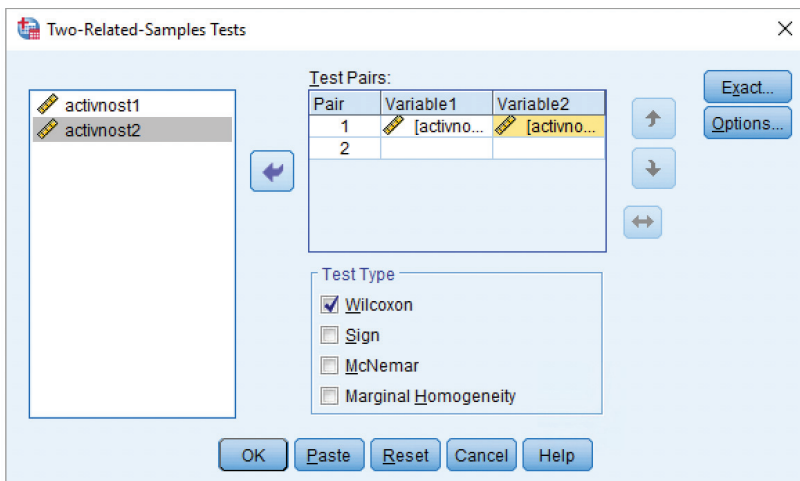 Two-Related-Samples Tests
activnost1
activnost2
Test Pairs:
Pair Variable1 Variable2
1 [activno... [activno...
2
Exact...
Options...
Test Type
Wilcoxon
Sign
McNemar
Marginal Homogeneity
OK Paste Reset Cancel Help